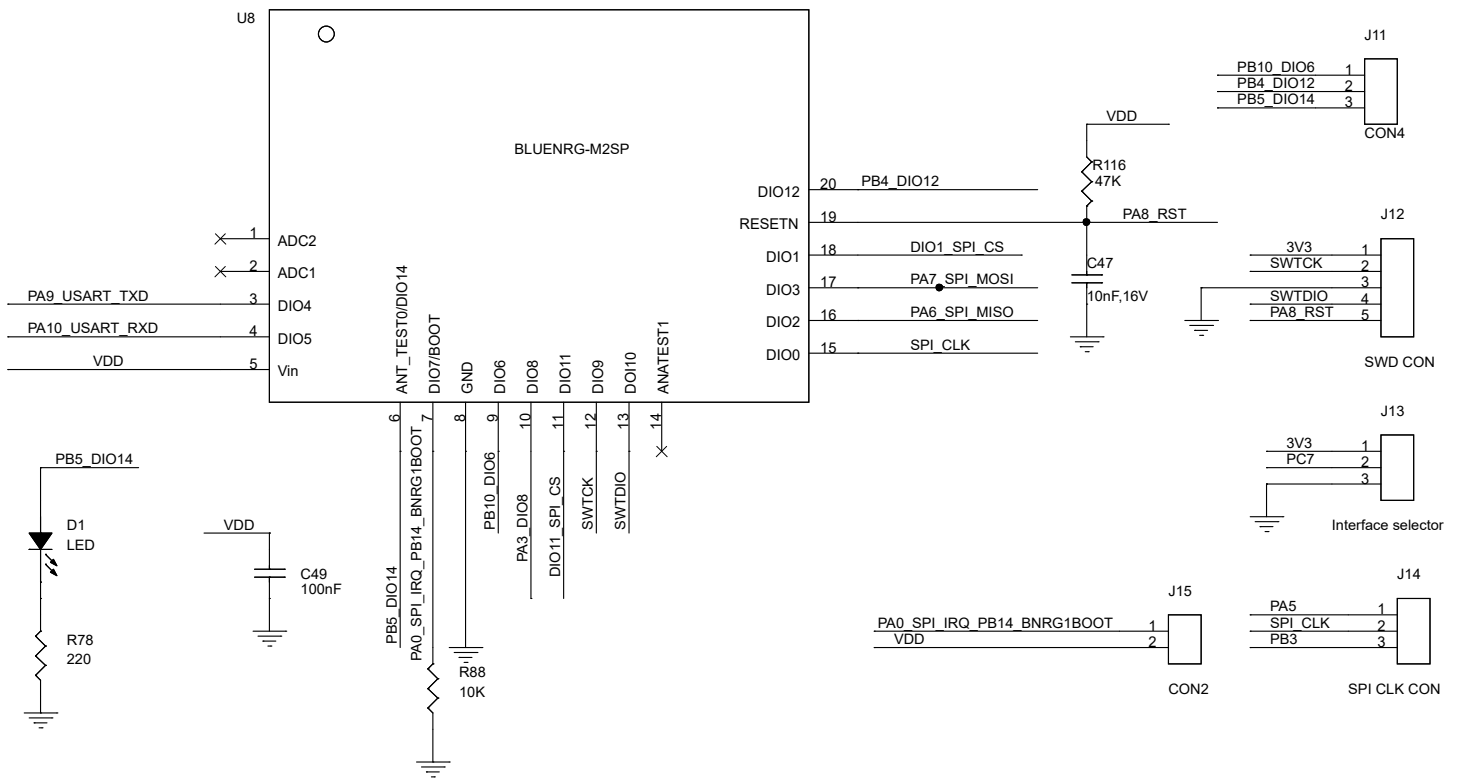 U8
BLUENRG-M2SP
1 ADC2
2 ADC1
PA9_USART_TXD 3 DIO4
PA10_USART_RXD 4 DIO5
VDD 5 Vin
DIO12 20 PB4_DIO12
RESETN 19 PA8_RST
DIO1 18 DIO1_SPI_CS
DIO3 17 PA7_SPI_MOSI
DIO2 16 PA6_SPI_MISO
DIO0 15 SPI_CLK
VDD
R116
47K
C47
10nF,16V
ANT_TEST0/DIO14 6 PB5_DIO14
DIO7/BOOT 7 PA0_SPI_IRQ_PB14_BNRG1BOOT
GND 8
DIO6 9 PB10_DIO6
DIO8 10 PA3_DIO8
DIO11 11 DIO11_SPI_CS
DIO9 12 SWTCK
DOI10 13 SWTDIO
ANATEST1 14
R88
10K
PB5_DIO14
D1
LED
R78
220
VDD
C49
100nF
J11
PB10_DIO6 1
PB4_DIO12 2
PB5_DIO14 3
CON4
J12
3V3 1
SWTCK 2
3
SWTDIO 4
PA8_RST 5
SWD CON
J13
3V3 1
PC7 2
3
Interface selector
J15
PA0_SPI_IRQ_PB14_BNRG1BOOT 1
VDD 2
CON2
J14
PA5 1
SPI_CLK 2
PB3 3
SPI CLK CON